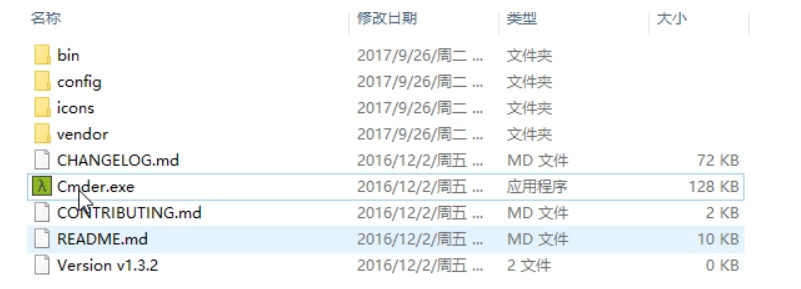 名称 修改日期 类型 大小
bin 2017/9/26/周二 ... 文件夹
config 2017/9/26/周二 ... 文件夹
icons 2017/9/26/周二 ... 文件夹
vendor 2017/9/26/周二 ... 文件夹
CHANGELOG.md 2016/12/2/周五 ... MD 文件 72 KB
Cmder.exe 2016/12/2/周五 ... 应用程序 128 KB
CONTRIBUTING.md 2016/12/2/周五 ... MD 文件 2 KB
README.md 2016/12/2/周五 ... MD 文件 10 KB
Version v1.3.2 2016/12/2/周五 ... 2 文件 0 KB